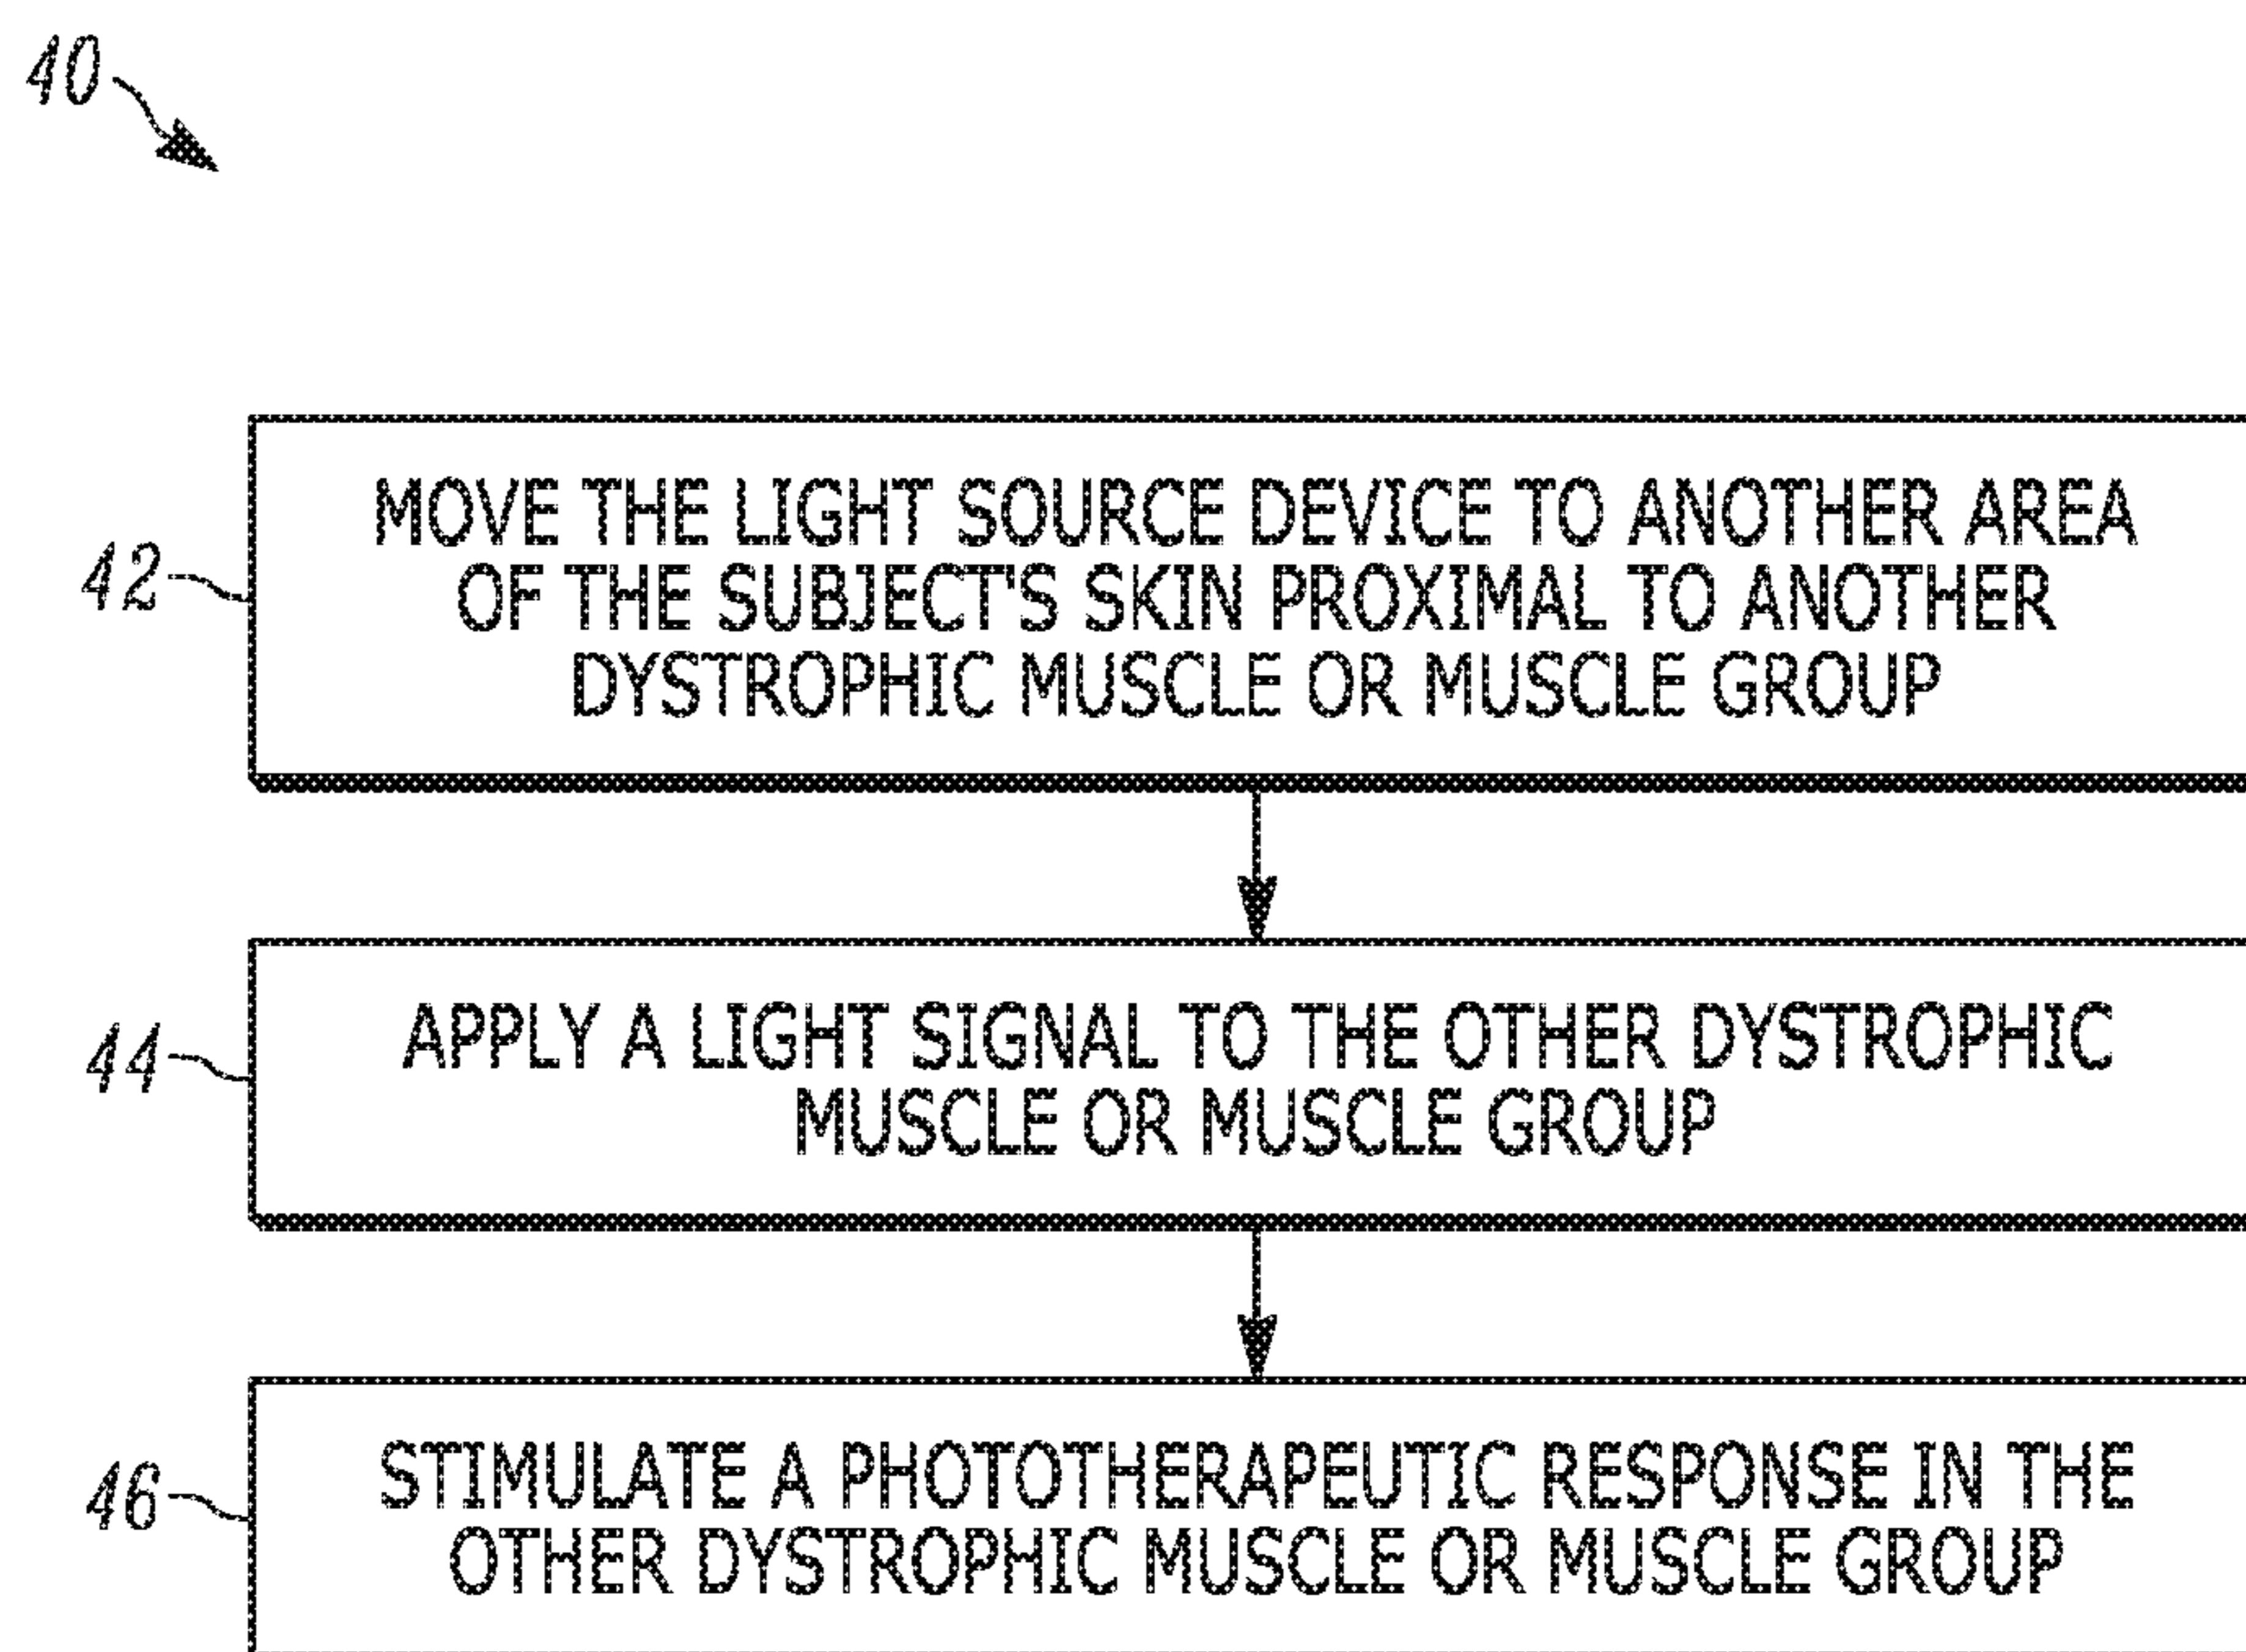 40
42
MOVE THE LIGHT SOURCE DEVICE TO ANOTHER AREA
OF THE SUBJECT'S SKIN PROXIMAL TO ANOTHER
DYSTROPHIC MUSCLE OR MUSCLE GROUP
44
APPLY A LIGHT SIGNAL TO THE OTHER DYSTROPHIC
MUSCLE OR MUSCLE GROUP
46
STIMULATE A PHOTOTHERAPEUTIC RESPONSE IN THE
OTHER DYSTROPHIC MUSCLE OR MUSCLE GROUP